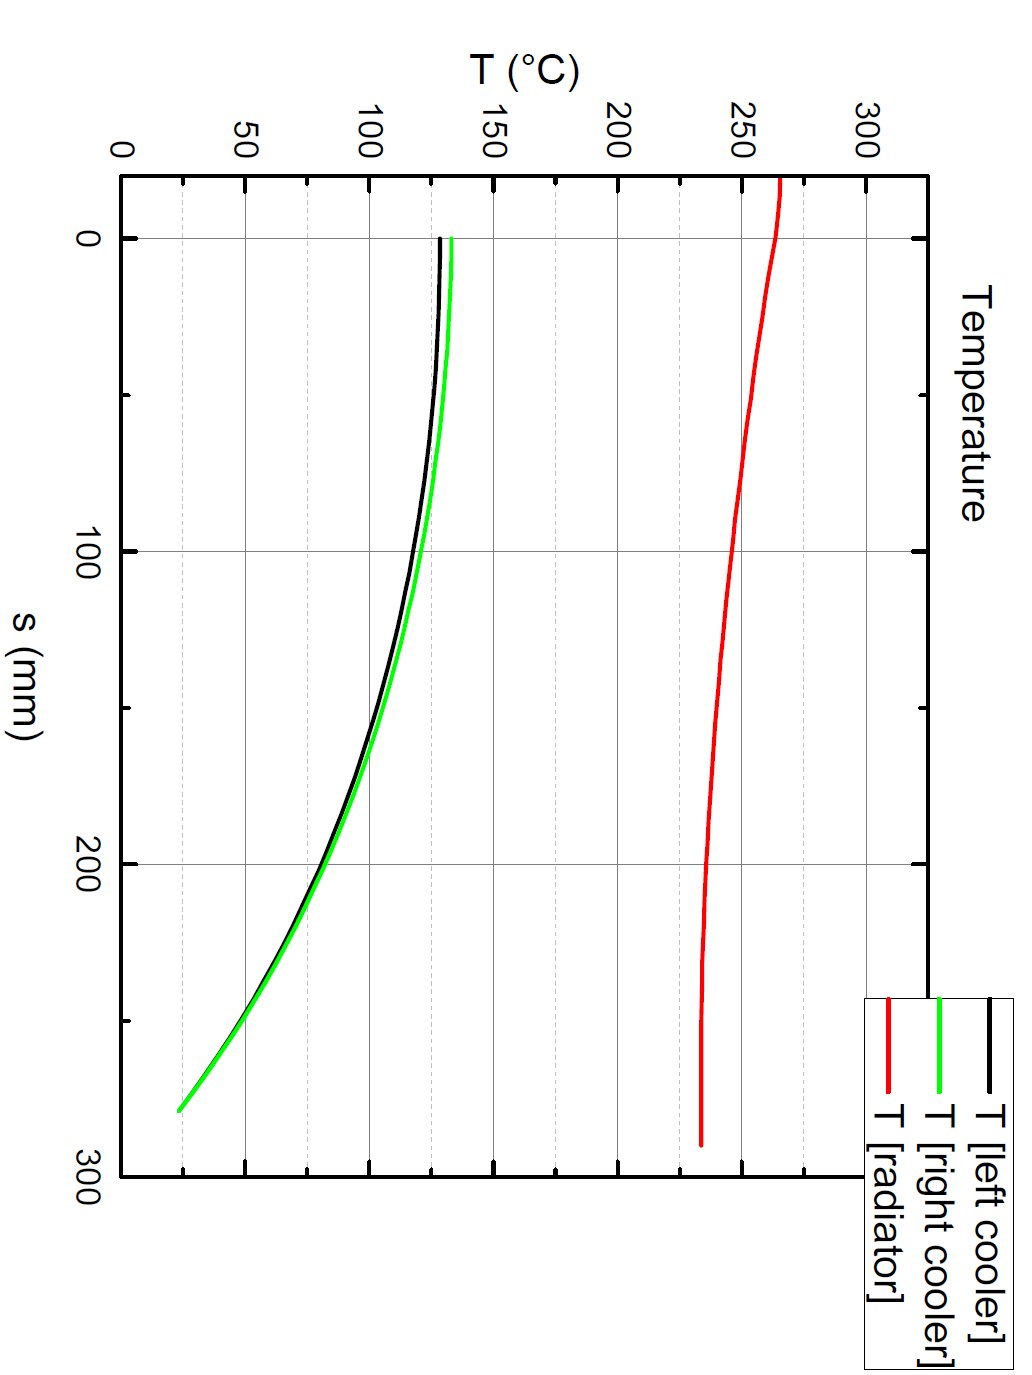 Temperature
T [left cooler]
T [right cooler]
T [radiator]
T (°C)
300
250
200
150
100
50
0
0
100
200
300
s (mm)